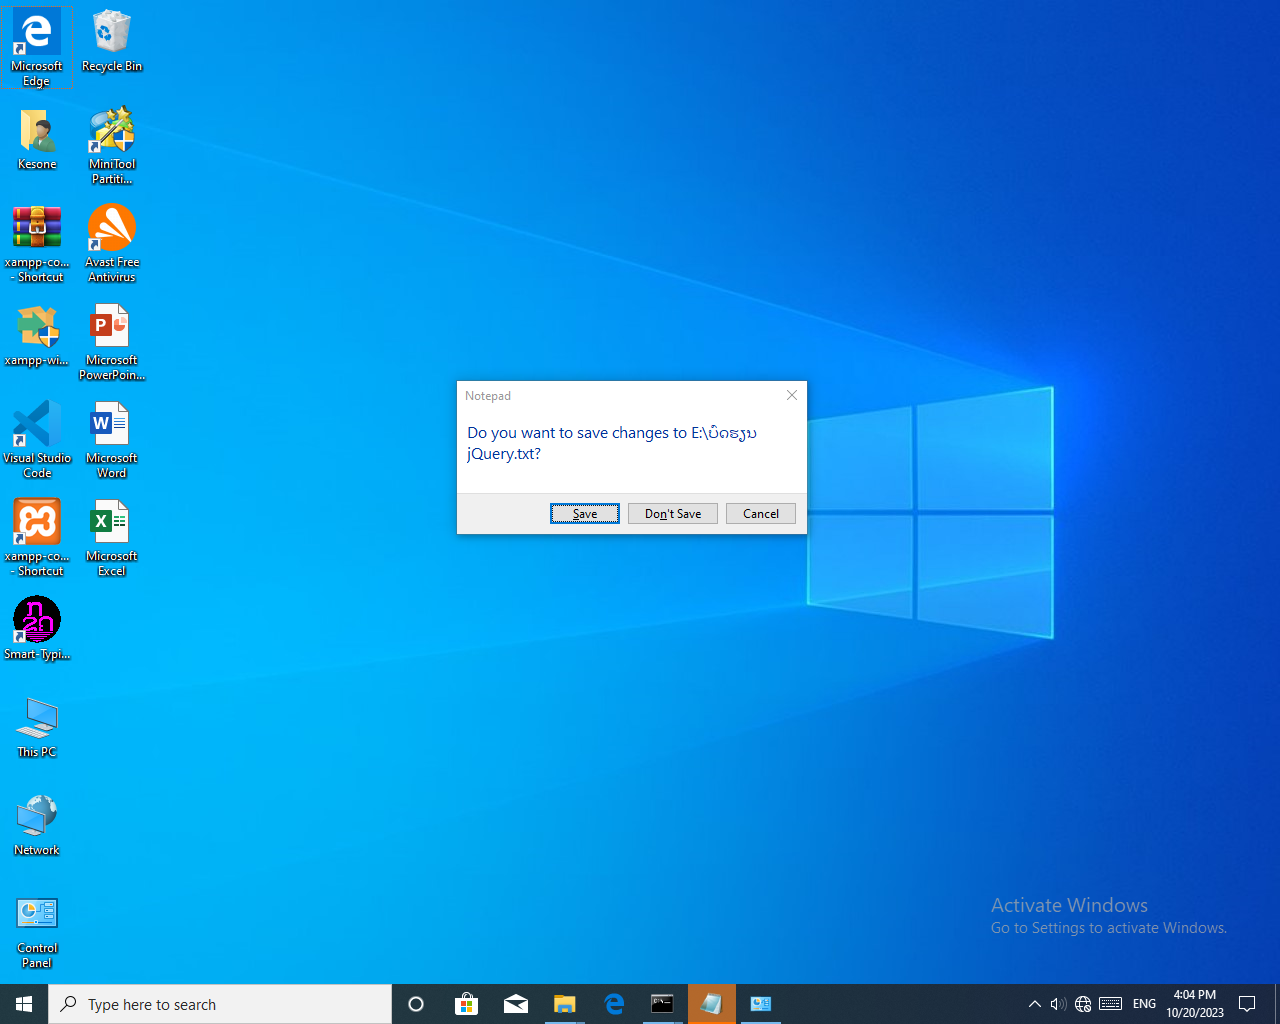 Microsoft
Edge
Recycle Bin
Kesone
MiniTool
Partiti...
xampp-co...
- Shortcut
Avast Free
Antivirus
xampp-wi...
Microsoft
PowerPoin...
Visual Studio
Code
Microsoft
Word
xampp-co...
- Shortcut
Microsoft
Excel
Smart-Typi...
This PC
Network
Control
Panel
Notepad
Do you want to save changes to E:\ບົດຮຽນ
jQuery.txt?
Save
Don't Save
Cancel
Activate Windows
Go to Settings to activate Windows.
Type here to search
ENG
4:04 PM
10/20/2023